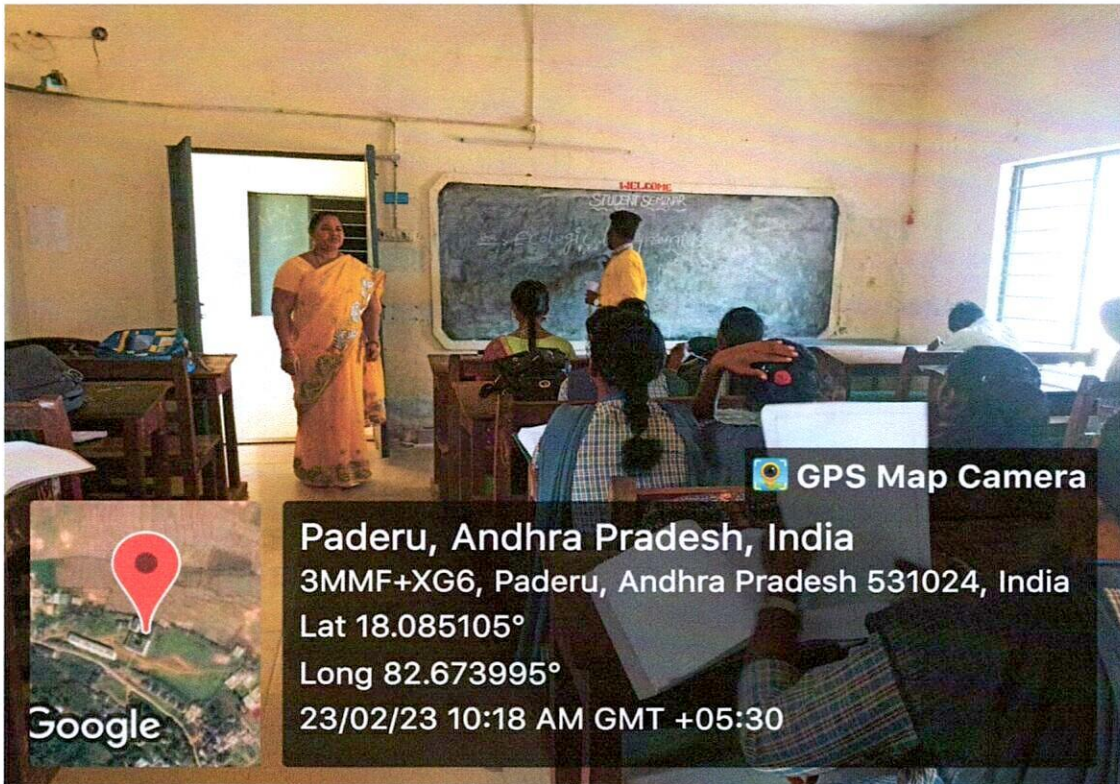 WELCOME
STUDENT SEMINAR
GPS Map Camera
Paderu, Andhra Pradesh, India
3MMF+XG6, Paderu, Andhra Pradesh 531024, India
Lat 18.085105°
Long 82.673995°
23/02/23 10:18 AM GMT +05:30
Google